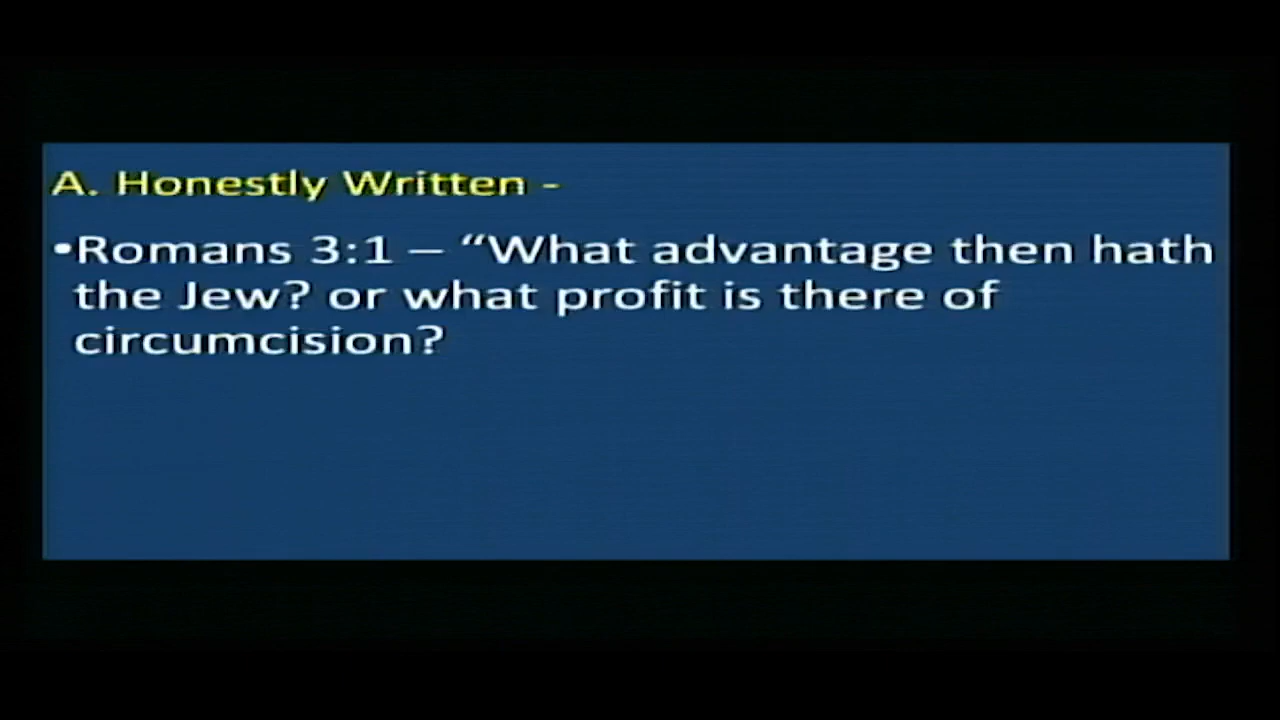 A. Honestly Written -
•Romans 3:1 – “What advantage then hath
the Jew? or what profit is there of
circumcision?